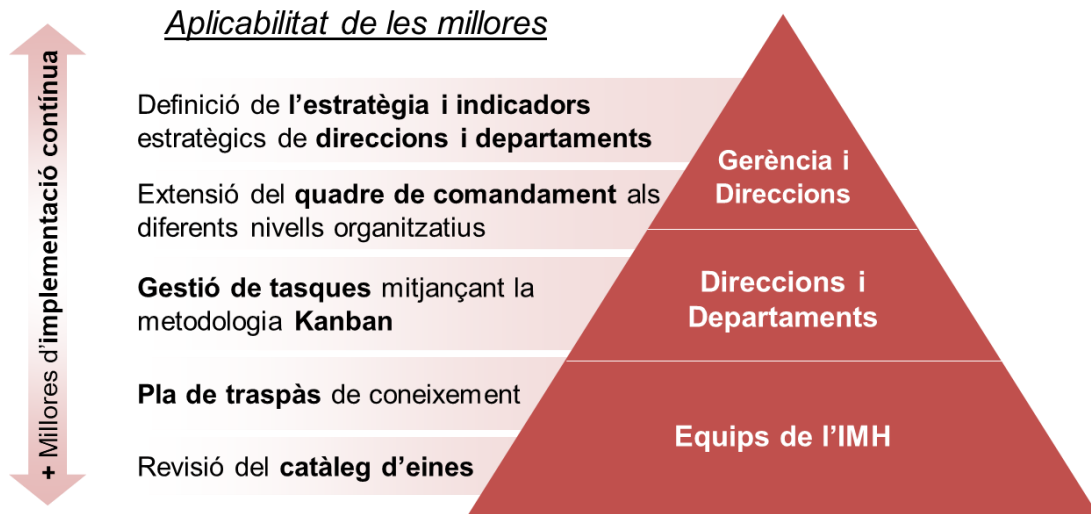 Aplicabilitat de les millores
+ Millores d'implementació contínua
Definició de l'estratègia i indicadors
estratègics de direccions i departaments
Extensió del quadre de comandament als
diferents nivells organitzatius
Gestió de tasques mitjançant la
metodologia Kanban
Pla de traspàs de coneixement
Revisió del catàleg d'eines
Gerència i
Direccions
Direccions i
Departaments
Equips de l'IMH